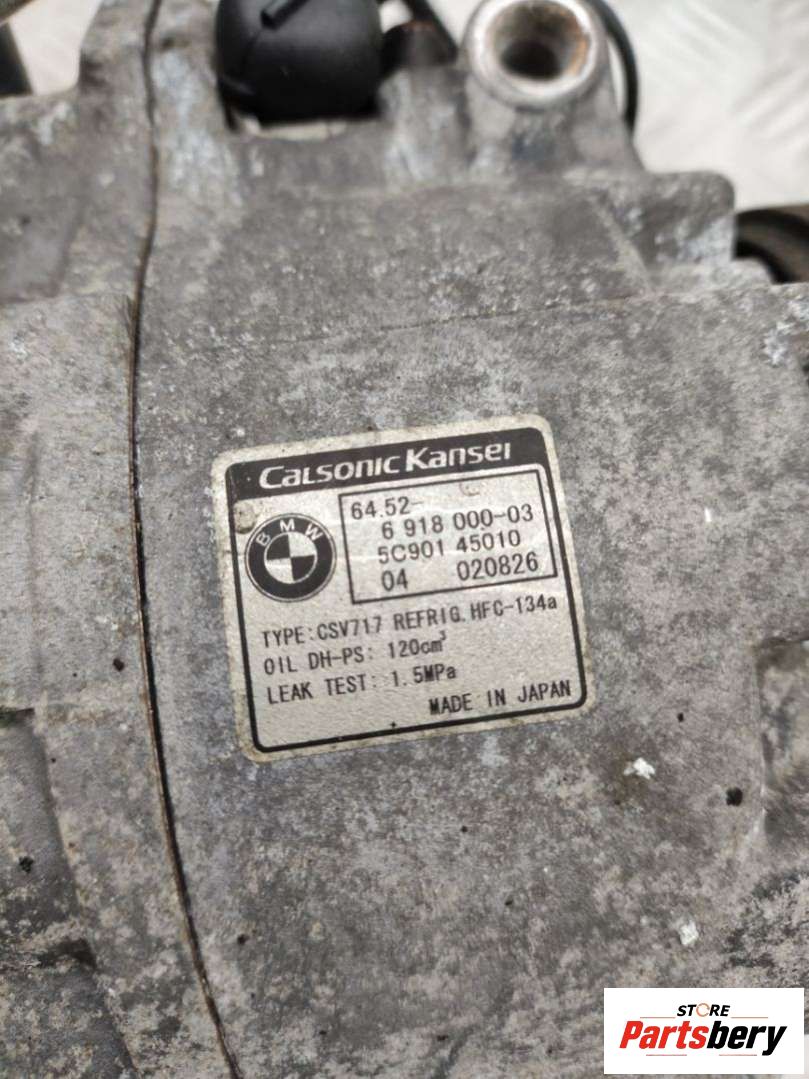 CALSONIC KANSEI
BMW
64.52-
6 918 000-03
5C901 45010
04 020826
TYPE:CSV717 REFRIG.HFC-134a
OIL DH-PS: 120cm³
LEAK TEST: 1.5MPa
MADE IN JAPAN
STORE
Partsbery